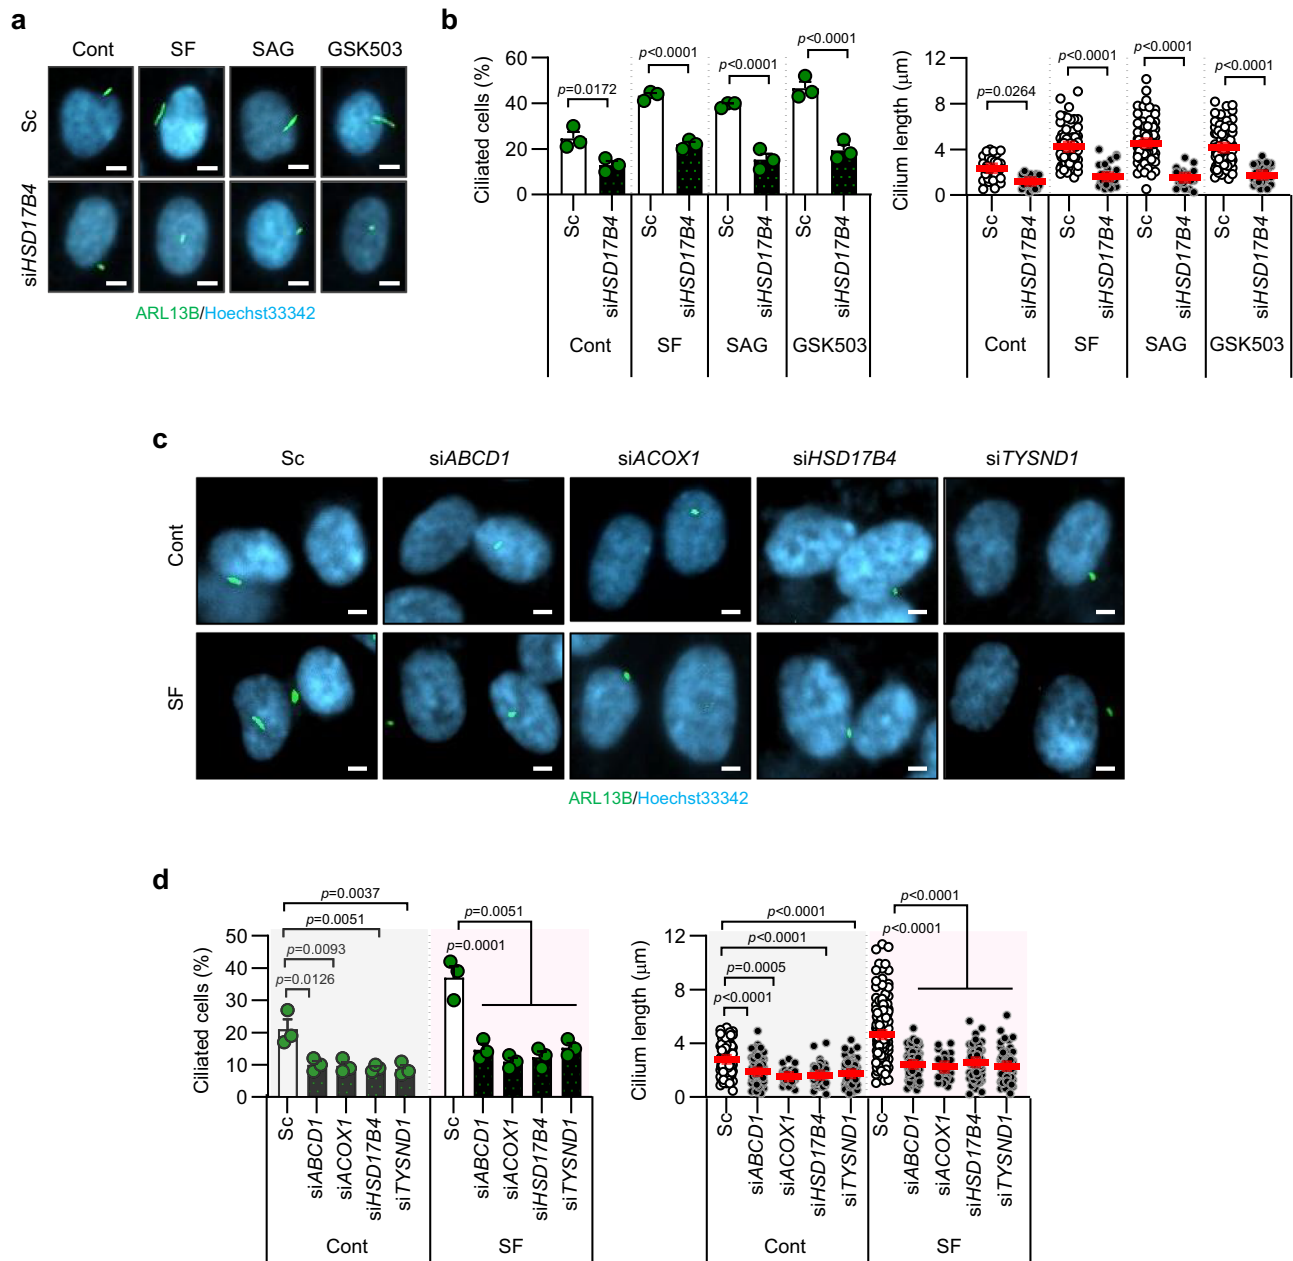 a
Cont SF SAG GSK503
Sc
siHSD17B4
ARL13B/Hoechst33342
b
Ciliated cells (%)
60
40
20
0
p=0.0172
p<0.0001
p<0.0001
p<0.0001
Sc siHSD17B4 Sc siHSD17B4 Sc siHSD17B4 Sc siHSD17B4
Cont SF SAG GSK503
Cilium length (μm)
12
8
4
0
p=0.0264
p<0.0001
p<0.0001
p<0.0001
Sc siHSD17B4 Sc siHSD17B4 Sc siHSD17B4 Sc siHSD17B4
Cont SF SAG GSK503
c
Sc siABCD1 siACOX1 siHSD17B4 siTYSND1
Cont
SF
ARL13B/Hoechst33342
d
Ciliated cells (%)
50
40
30
20
10
0
p=0.0037
p=0.0051
p=0.0093
p=0.0126
p=0.0051
p=0.0001
Sc siABCD1 siACOX1 siHSD17B4 siTYSND1 Sc siABCD1 siACOX1 siHSD17B4 siTYSND1
Cont SF
Cilium length (μm)
12
8
4
0
p<0.0001
p<0.0001
p=0.0005
p<0.0001
p<0.0001
p<0.0001
Sc siABCD1 siACOX1 siHSD17B4 siTYSND1 Sc siABCD1 siACOX1 siHSD17B4 siTYSND1
Cont SF